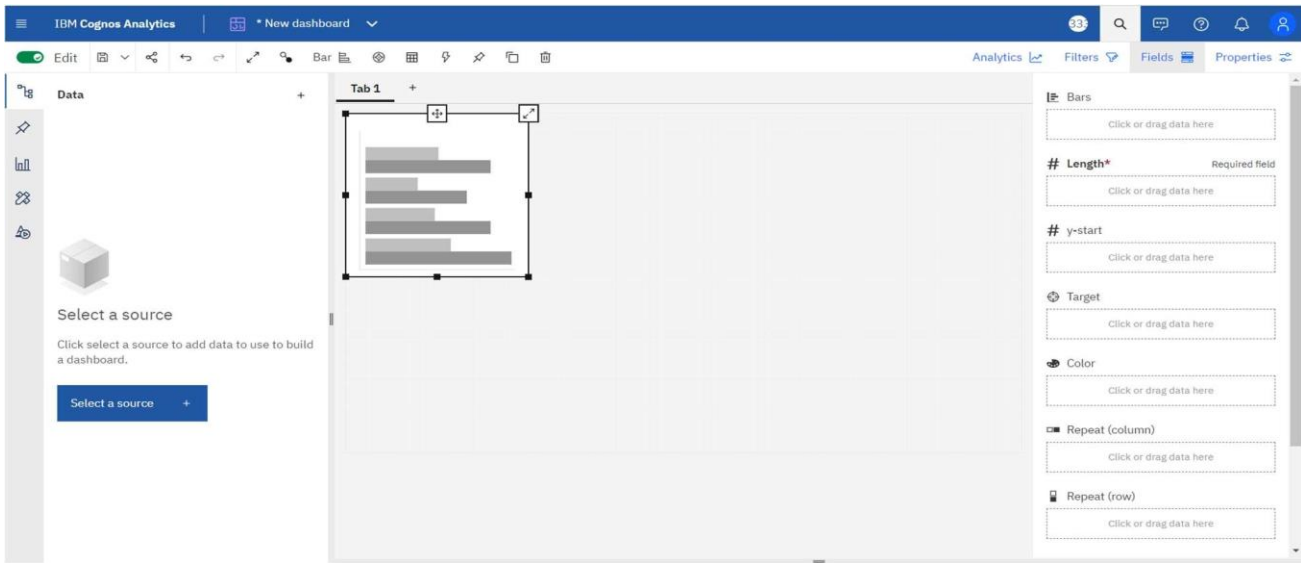 IBM Cognos Analytics
* New dashboard
Edit
Bar
Analytics
Filters
Fields
Properties
Data
+
Select a source
Click select a source to add data to use to build
a dashboard.
Select a source +
Tab 1 +
Bars
Click or drag data here
# Length* Required field
Click or drag data here
# y-start
Click or drag data here
Target
Click or drag data here
Color
Click or drag data here
Repeat (column)
Click or drag data here
Repeat (row)
Click or drag data here